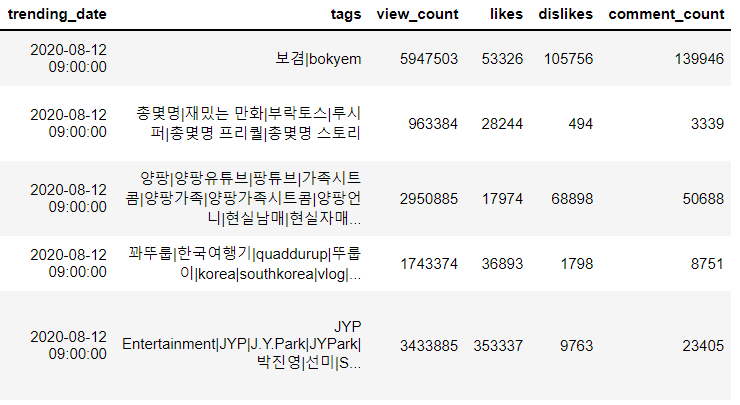 trending_date tags view_count likes dislikes comment_count
2020-08-12
09:00:00
보겸|bokyem 5947503 53326 105756 139946
2020-08-12
09:00:00
총몇명|재밌는 만화|부락토스|루시
퍼|총몇명 프리퀄|총몇명 스토리
963384 28244 494 3339
2020-08-12
09:00:00
양팡|양팡유튜브|팡튜브|가족시트
콤|양팡가족|양팡가족시트콤|양팡언
니|현실남매|현실자매...
2950885 17974 68898 50688
2020-08-12
09:00:00
꽈뚜룹|한국여행기|quaddurup|뚜룹
이|korea|southkorea|vlog|...
1743374 36893 1798 8751
2020-08-12
09:00:00
JYP
Entertainment|JYP|J.Y.Park|JYPark|
박진영|선미|S...
3433885 353337 9763 23405